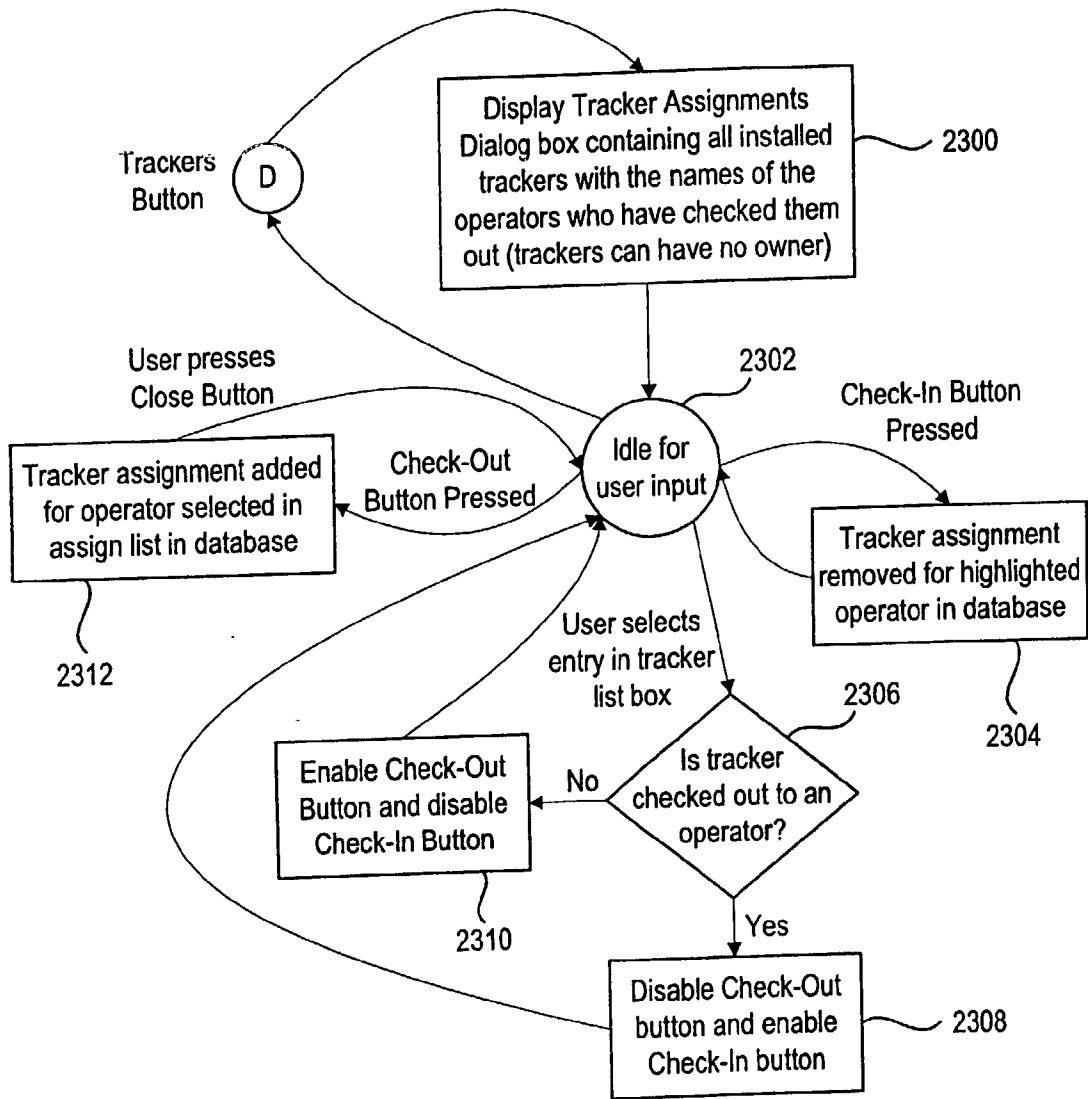 Display Tracker Assignments
Dialog box containing all installed
trackers with the names of the
operators who have checked them
out (trackers can have no owner)
2300
Trackers
Button
D
2302
User presses
Close Button
Idle for
user input
Check-In Button
Pressed
Tracker assignment added
for operator selected in
assign list in database
2312
Check-Out
Button Pressed
Tracker assignment
removed for highlighted
operator in database
2304
User selects
entry in tracker
list box
2306
Is tracker
checked out to an
operator?
No
Enable Check-Out
Button and disable
Check-In Button
2310
Yes
Disable Check-Out
button and enable
Check-In button
2308